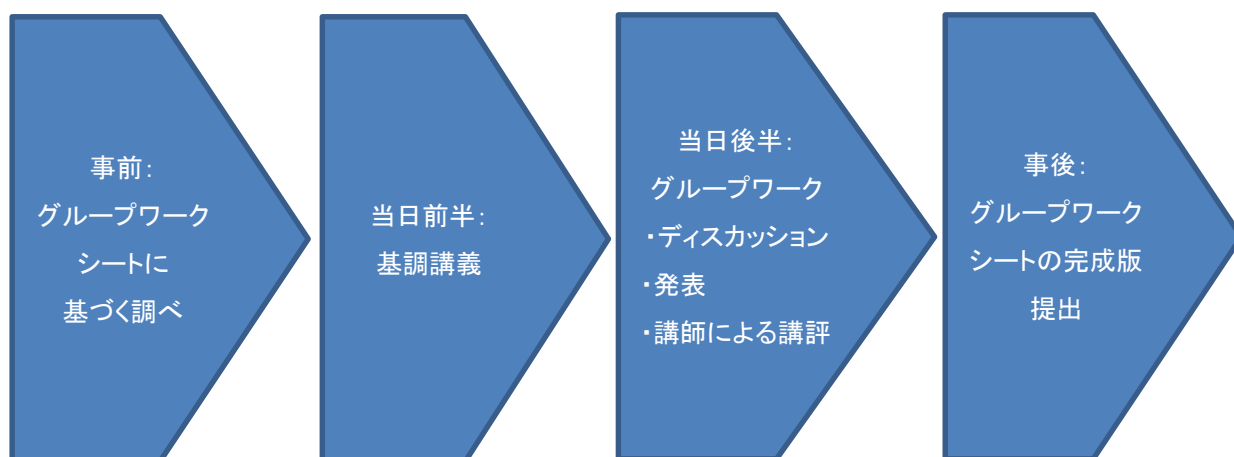 事前：
グループワーク
シートに
基づく調べ
当日前半：
基調講義
当日後半：
グループワーク
・ディスカッション
・発表
・講師による講評
事後：
グループワーク
シートの完成版
提出